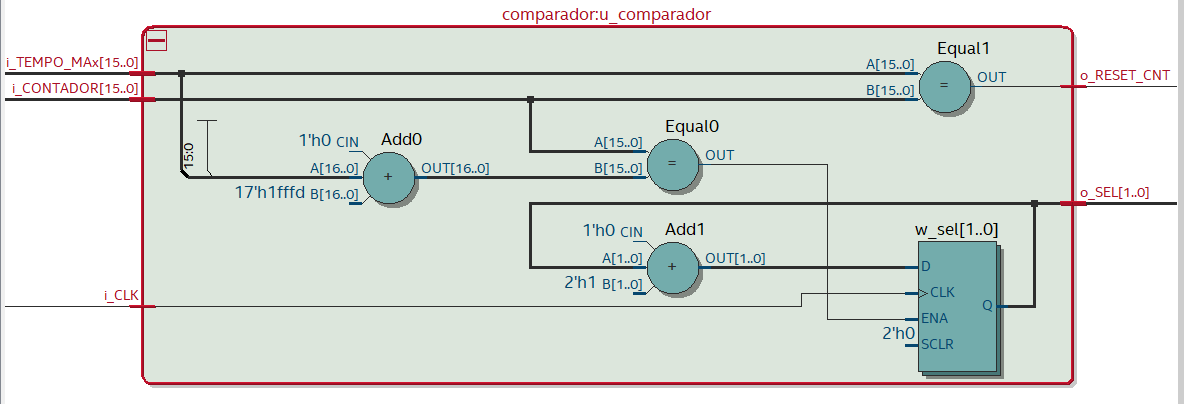 comparador:u_comparador
i_TEMPO_MAx[15..0]
i_CONTADOR[15..0]
Equal1
A[15..0]
B[15..0]
=
OUT
o_RESET_CNT
15:0
1'h0 CIN
Add0
A[16..0]
17'h1fffd B[16..0]
+
OUT[16..0]
Equal0
A[15..0]
B[15..0]
=
OUT
o_SEL[1..0]
1'h0 CIN
Add1
A[1..0]
2'h1 B[1..0]
+
OUT[1..0]
w_sel[1..0]
D
CLK
ENA
2'h0
SCLR
Q
i_CLK